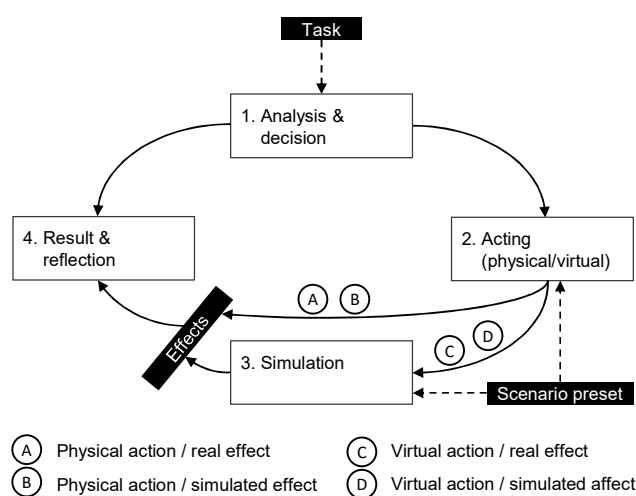 Task
1. Analysis &
decision
4. Result &
reflection
2. Acting
(physical/virtual)
A B
Effects
C D
3. Simulation
Scenario preset
A Physical action / real effect
C Virtual action / real effect
B Physical action / simulated effect
D Virtual action / simulated affect